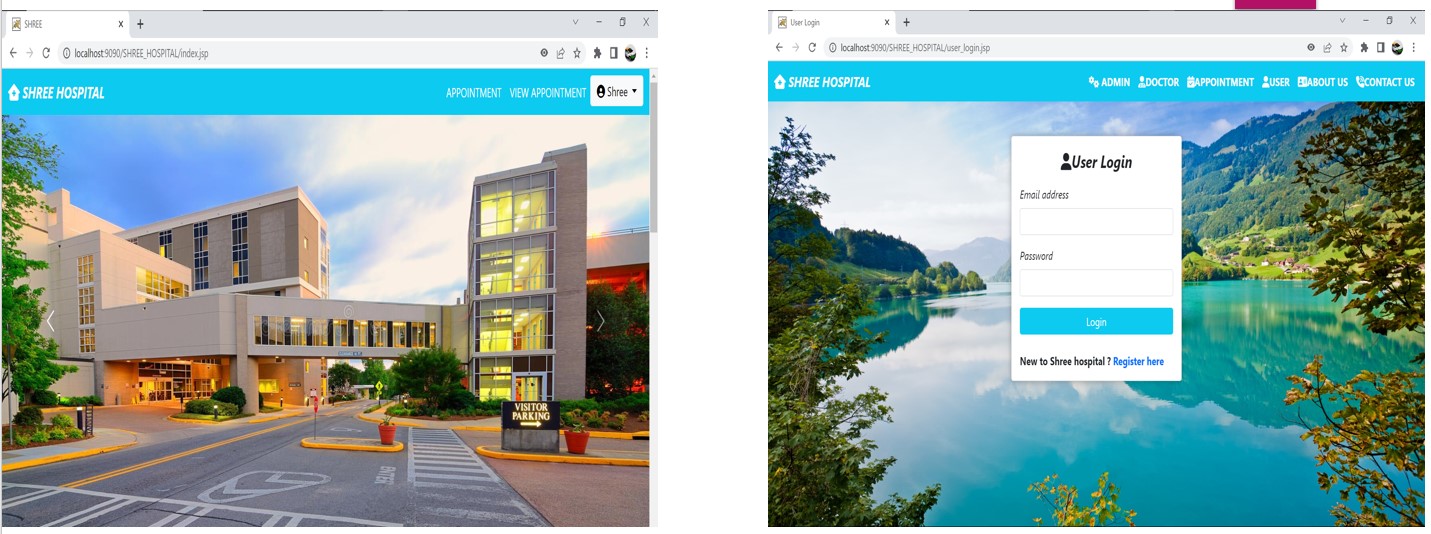 SHREE
localhost:9090/SHREE_HOSPITAL/index.jsp
SHREE HOSPITAL
APPOINTMENT VIEW APPOINTMENT Shree
VISITOR
PARKING
ENTER
User Login
localhost:9090/SHREE_HOSPITAL/user_login.jsp
SHREE HOSPITAL
ADMIN DOCTOR APPOINTMENT USER ABOUT US CONTACT US
User Login
Email address
Password
Login
New to Shree hospital ? Register here